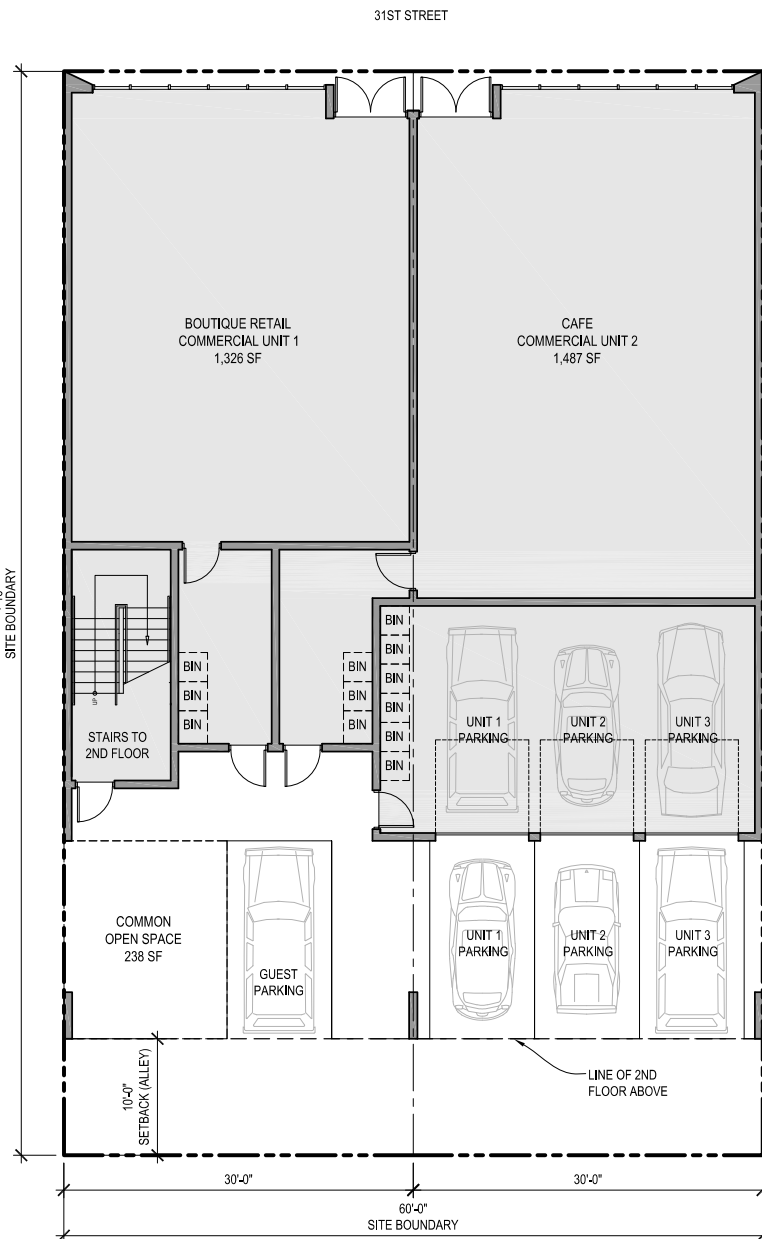 31ST STREET
BOUTIQUE RETAIL
COMMERCIAL UNIT 1
1,326 SF
CAFE
COMMERCIAL UNIT 2
1,487 SF
SITE BOUNDARY
BIN
BIN
BIN
BIN
BIN
BIN
BIN
BIN
BIN
BIN
BIN
BIN
UP
STAIRS TO
2ND FLOOR
UNIT 1
PARKING
UNIT 2
PARKING
UNIT 3
PARKING
COMMON
OPEN SPACE
238 SF
GUEST
PARKING
UNIT 1
PARKING
UNIT 2
PARKING
UNIT 3
PARKING
10'-0"
SETBACK (ALLEY)
LINE OF 2ND
FLOOR ABOVE
30'-0"
30'-0"
60'-0"
SITE BOUNDARY